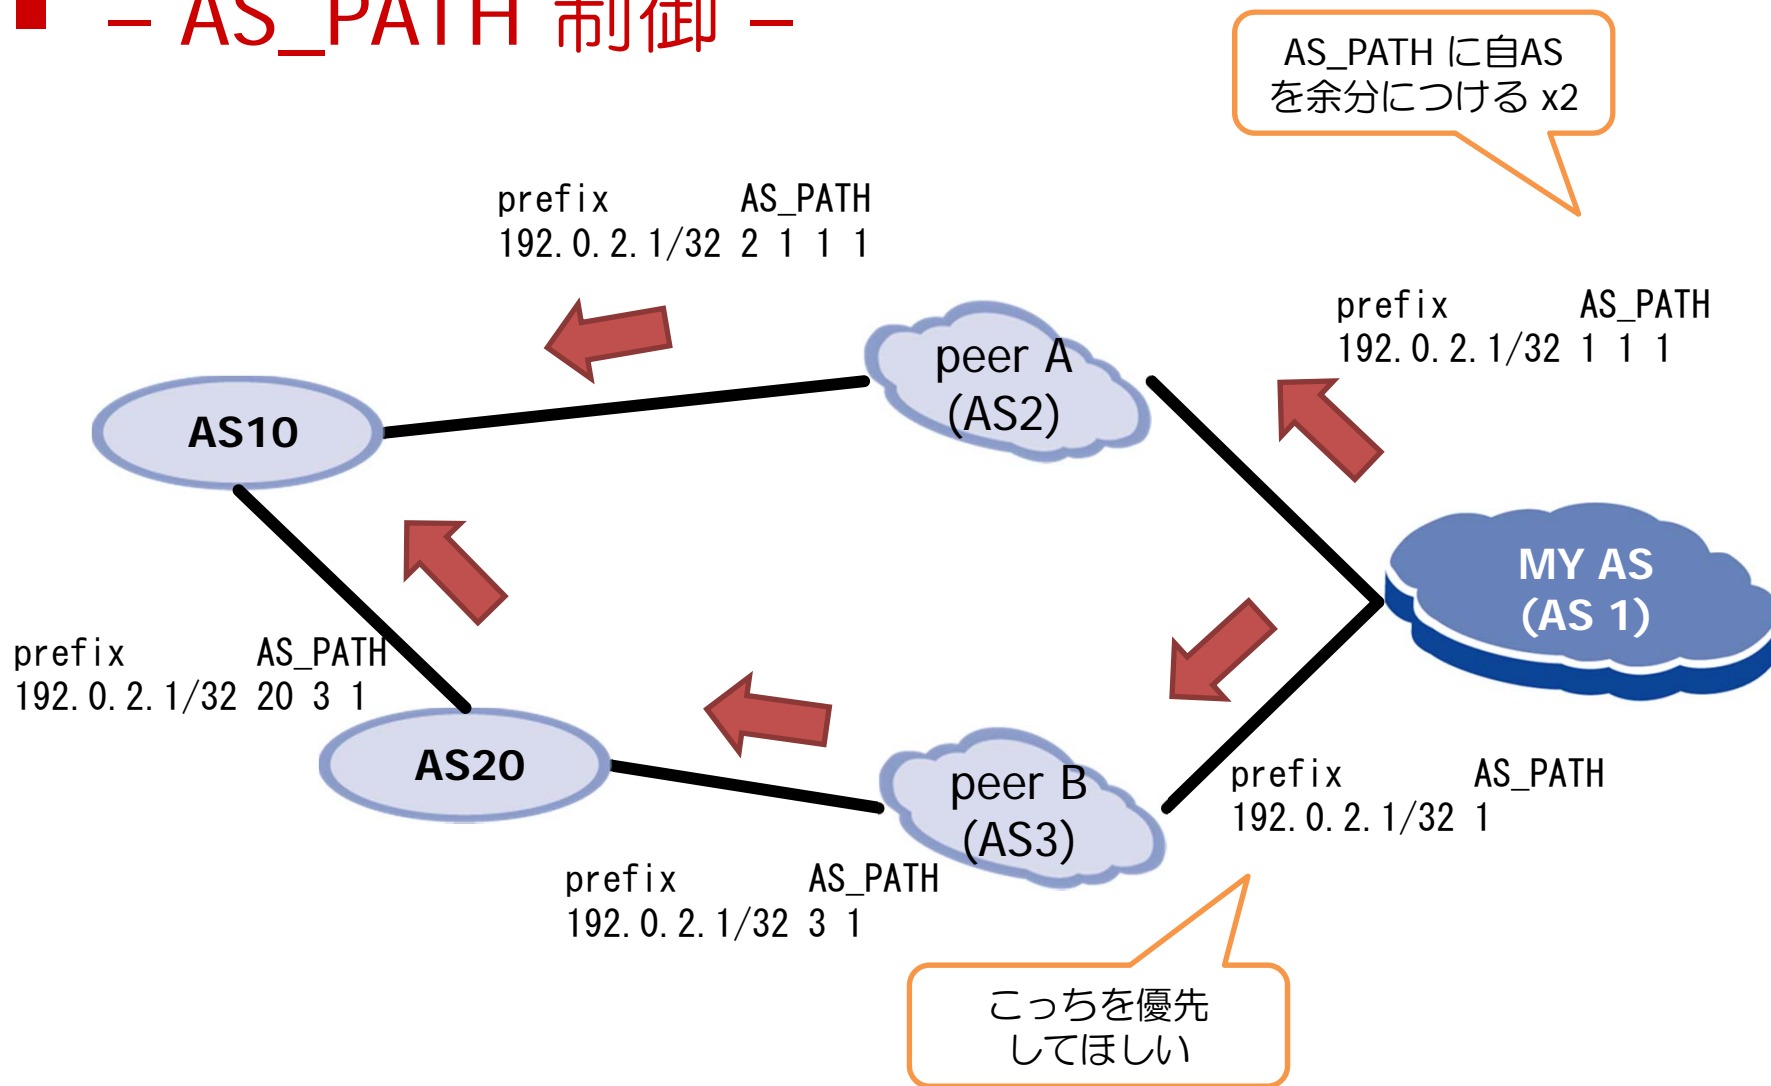 – AS_PATH 制御 –
AS_PATH に自AS
を余分につける x2
prefix AS_PATH
192.0.2.1/32 2 1 1 1
prefix AS_PATH
192.0.2.1/32 1 1 1
peer A
(AS2)
AS10
MY AS
(AS 1)
prefix AS_PATH
192.0.2.1/32 20 3 1
AS20
peer B
(AS3)
prefix AS_PATH
192.0.2.1/32 1
prefix AS_PATH
192.0.2.1/32 3 1
こっちを優先
してほしい